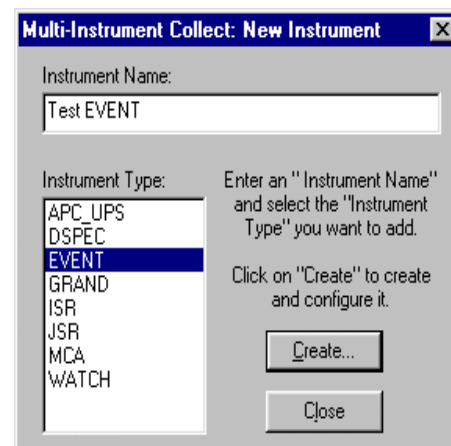 Multi-Instrument Collect: New Instrument
Instrument Name:
Test EVENT
Instrument Type:
APC_UPS
DSPEC
EVENT
GRAND
ISR
JSR
MCA
WATCH
Enter an "Instrument Name"
and select the "Instrument
Type" you want to add.
Click on "Create" to create
and configure it.
Create...
Close